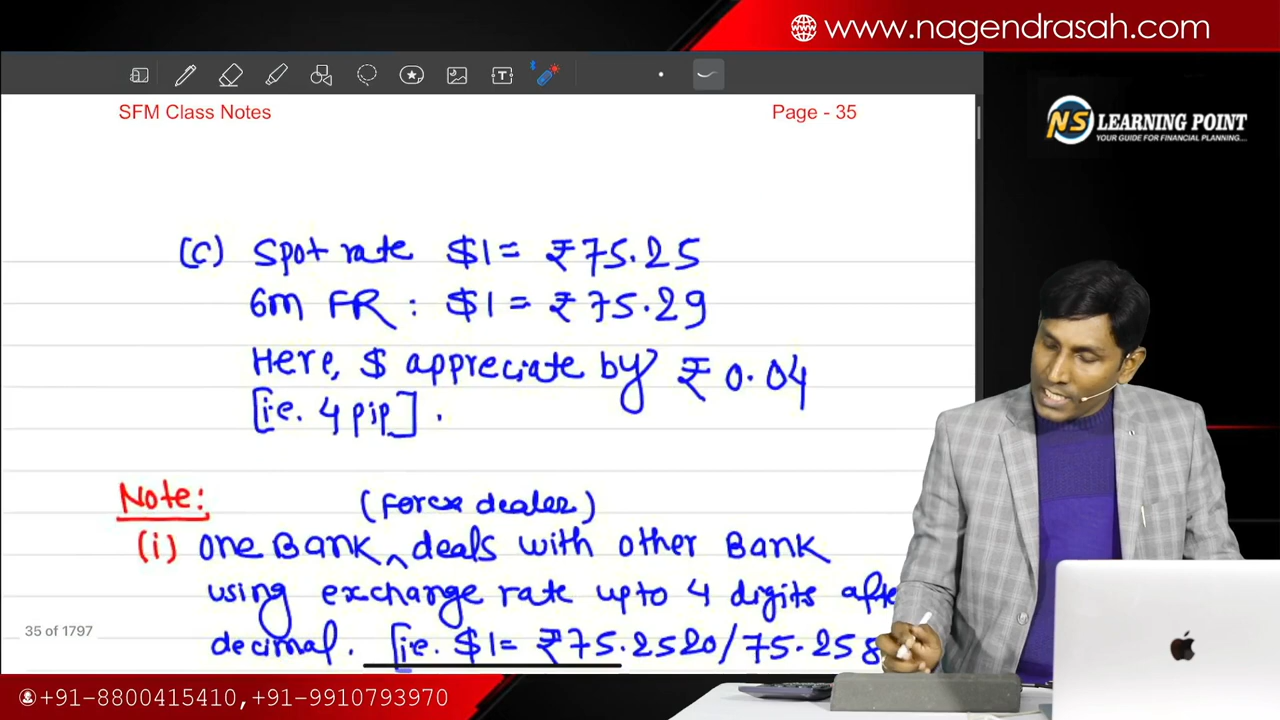 www.nagendrasah.com
NS LEARNING POINT
YOUR GUIDE FOR FINANCIAL PLANNING....
SFM Class Notes
Page - 35
(C) Spot rate $1 = ₹75.25
6m FR : $1 = ₹75.29
Here, $ appreciate by ₹ 0.04
[ie. 4 pip].
Note:
(Forex dealer)
(i) One Bank ^ deals with other Bank
using exchange rate upto 4 digits afte
decimal. [i.e. $1 = ₹75.2520/75.258
35 of 1797
+91-8800415410,+91-9910793970